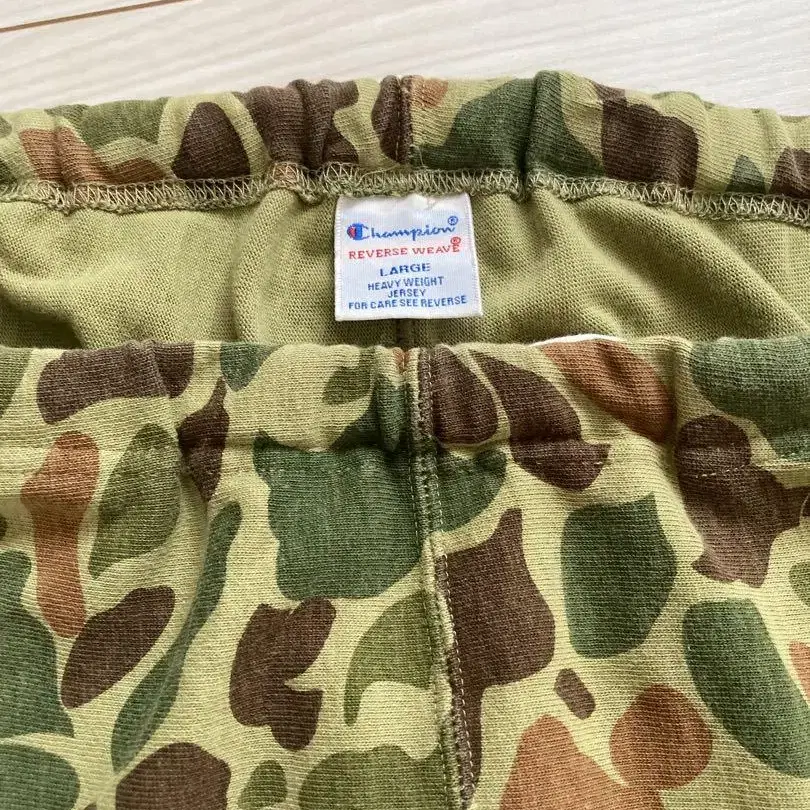 Champion®
REVERSE WEAVE®
LARGE
HEAVY WEIGHT
JERSEY
FOR CARE SEE REVERSE